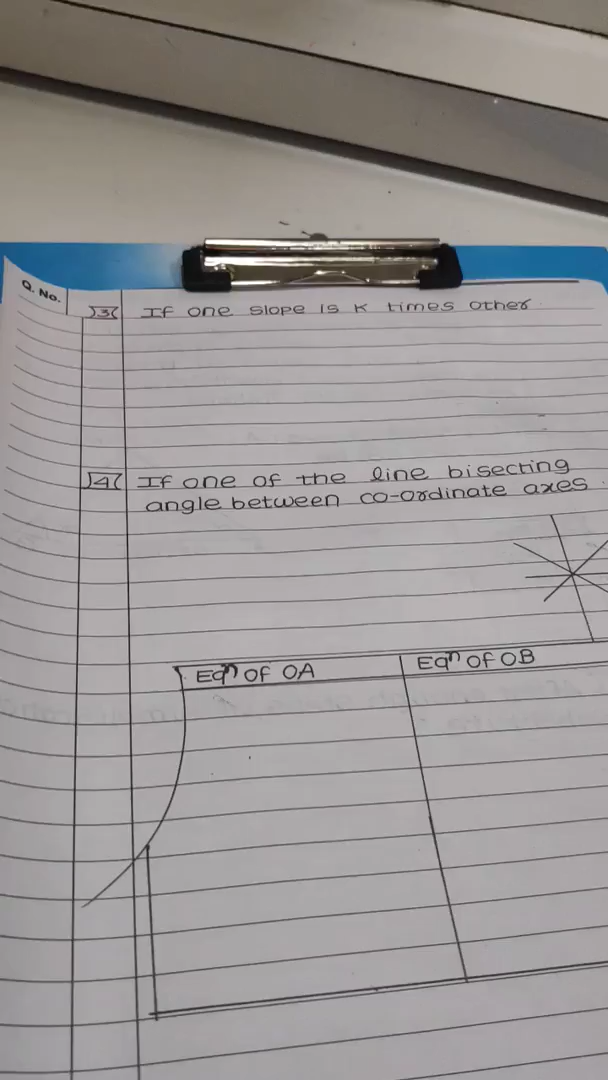 Q. No.
3 If one slope is K times other.
4 If one of the line bisecting
angle between co-ordinate axes.
Eqⁿ of OA
Eqⁿ of OB